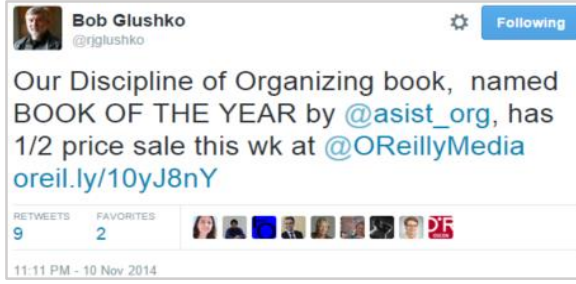 Bob Glushko
@rjglushko
Following
Our Discipline of Organizing book, named
BOOK OF THE YEAR by @asist_org, has
1/2 price sale this wk at @OReillyMedia
oreil.ly/10yJ8nY
RETWEETS FAVORITES
9 2
11:11 PM - 10 Nov 2014